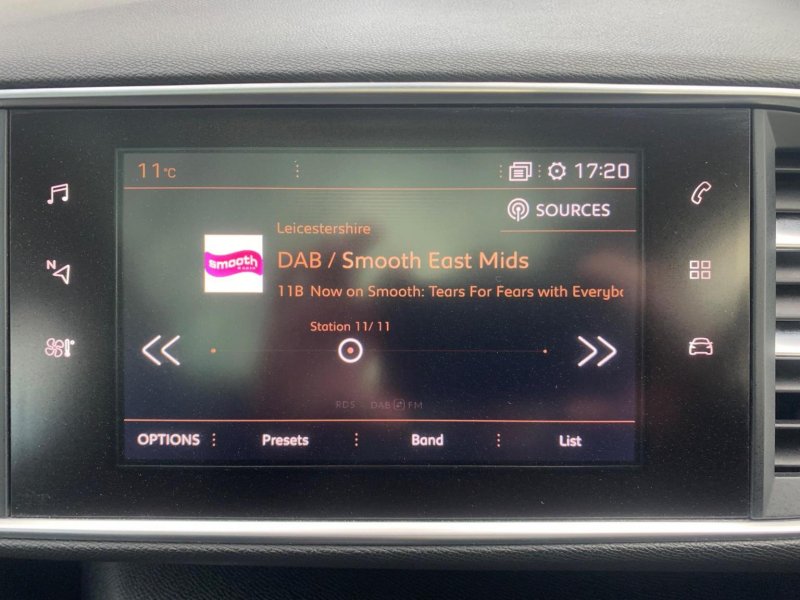 11°C
17:20
SOURCES
Leicestershire
smooth
DAB / Smooth East Mids
11B Now on Smooth: Tears For Fears with Everyb
Station 11/ 11
RDS - DAB FM
OPTIONS Presets Band List
N